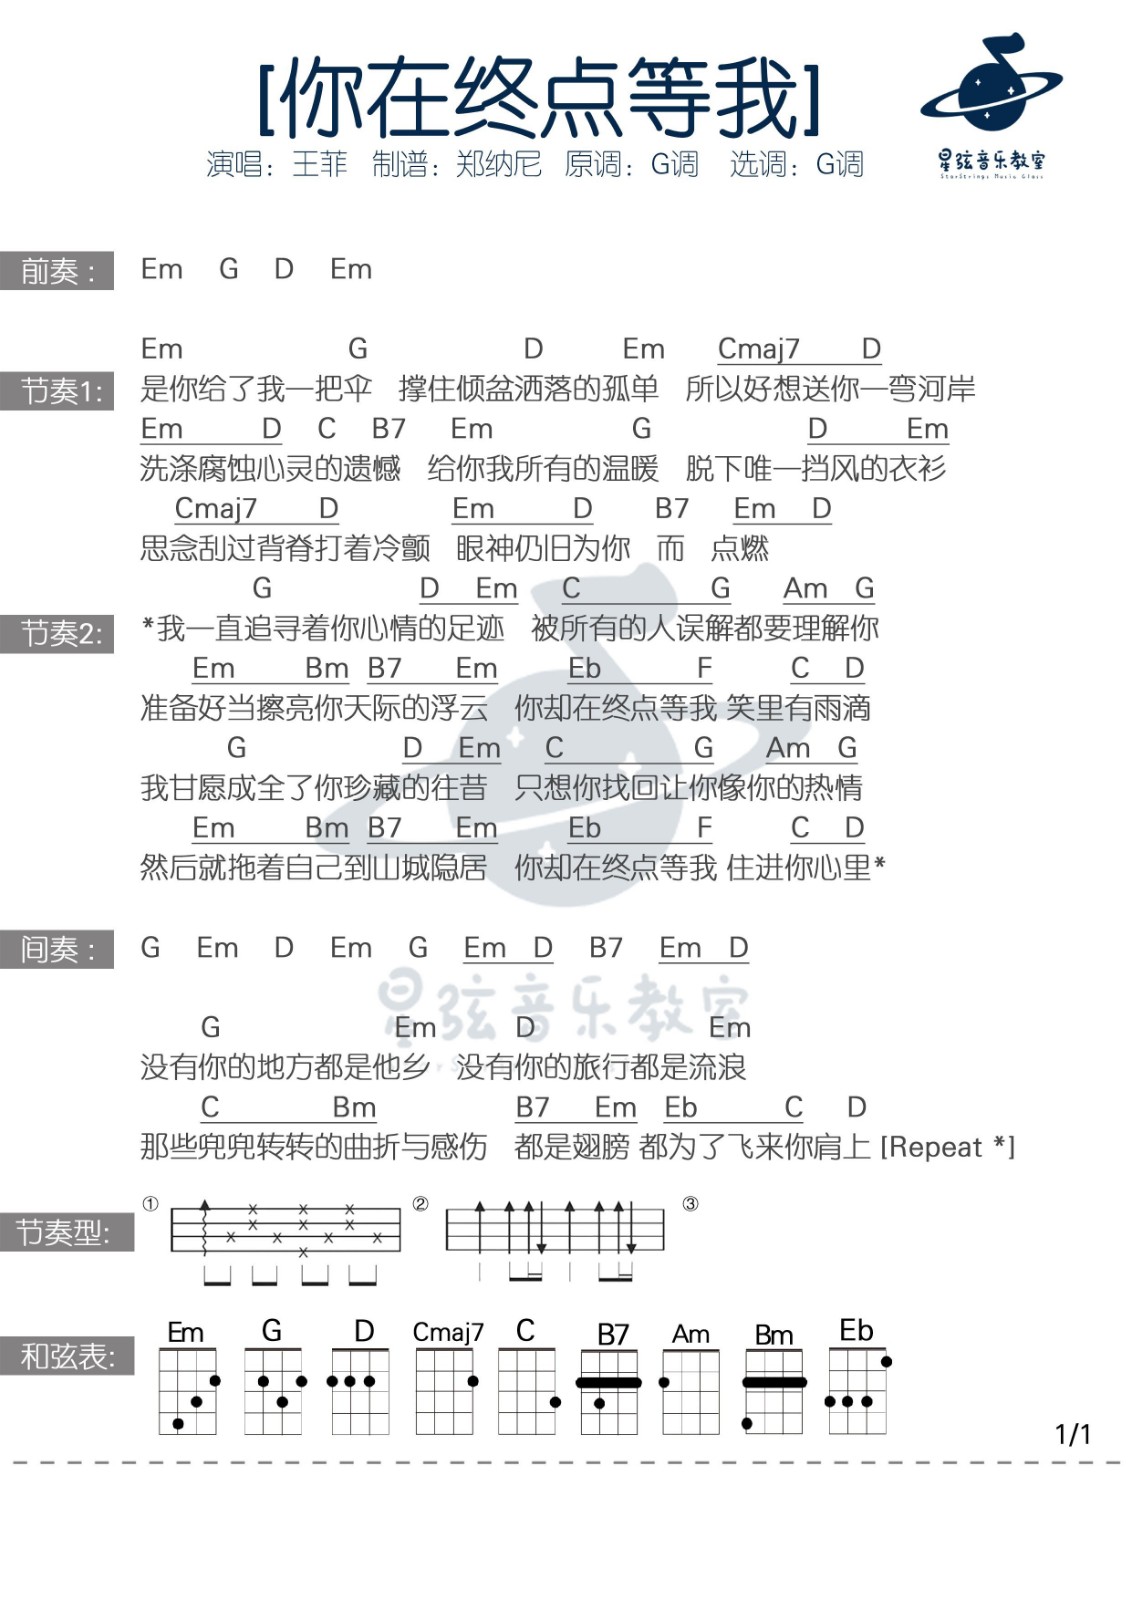 [你在终点等我]
演唱：王菲 制谱：郑纳尼 原调：G调 选调：G调
星弦音乐教室
StarStrings Music Class
前奏： Em G D Em
Em G D Em Cmaj7 D
节奏1: 是你给了我一把伞 撑住倾盆洒落的孤单 所以好想送你一弯河岸
Em D C B7 Em G D Em
洗涤腐蚀心灵的遗憾 给你我所有的温暖 脱下唯一挡风的衣衫
Cmaj7 D Em D B7 Em D
思念刮过背脊打着冷颤 眼神仍旧为你 而 点燃
G D Em C G Am G
节奏2: *我一直追寻着你心情的足迹 被所有的人误解都要理解你
Em Bm B7 Em Eb F C D
准备好当擦亮你天际的浮云 你却在终点等我 笑里有雨滴
G D Em C G Am G
我甘愿成全了你珍藏的往昔 只想你找回让你像你的热情
Em Bm B7 Em Eb F C D
然后就拖着自己到山城隐居 你却在终点等我 住进你心里*
间奏： G Em D Em G Em D B7 Em D
星弦音乐教室
G Em D Em
没有你的地方都是他乡 没有你的旅行都是流浪
C Bm B7 Em Eb C D
那些兜兜转转的曲折与感伤 都是翅膀 都为了飞来你肩上 [Repeat *]
节奏型: ① ② ③
Em G D Cmaj7 C B7 Am Bm Eb
和弦表:
1/1